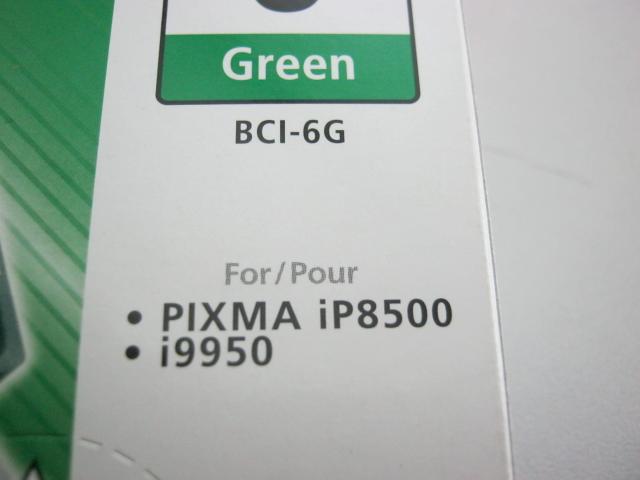 Green
BCI-6G
For/Pour
• PIXMA iP8500
• i9950